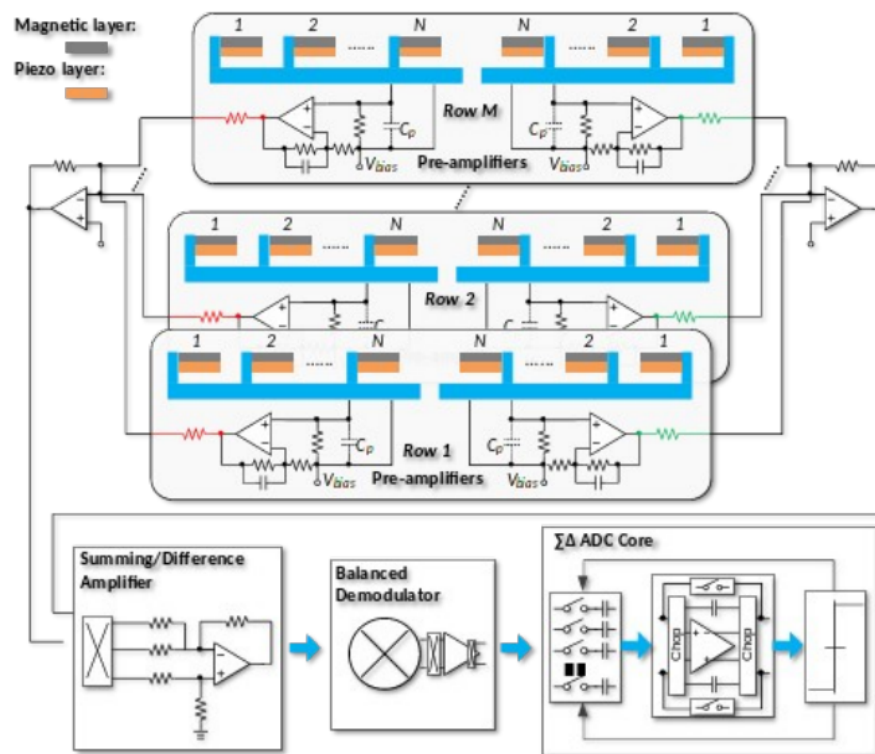 Magnetic layer:
Piezo layer:
1 2 ...... N N ...... 2 1
Row M
Cp Cp
Vbias Pre-amplifiers Vbias
1 2 ...... N N ...... 2 1
Row 2
1 2 ...... N N ...... 2 1
Cp Cp
Row 1
Vbias Pre-amplifiers Vbias
Summing/Difference
Amplifier
Balanced
Demodulator
∑Δ ADC Core
Chop Chop